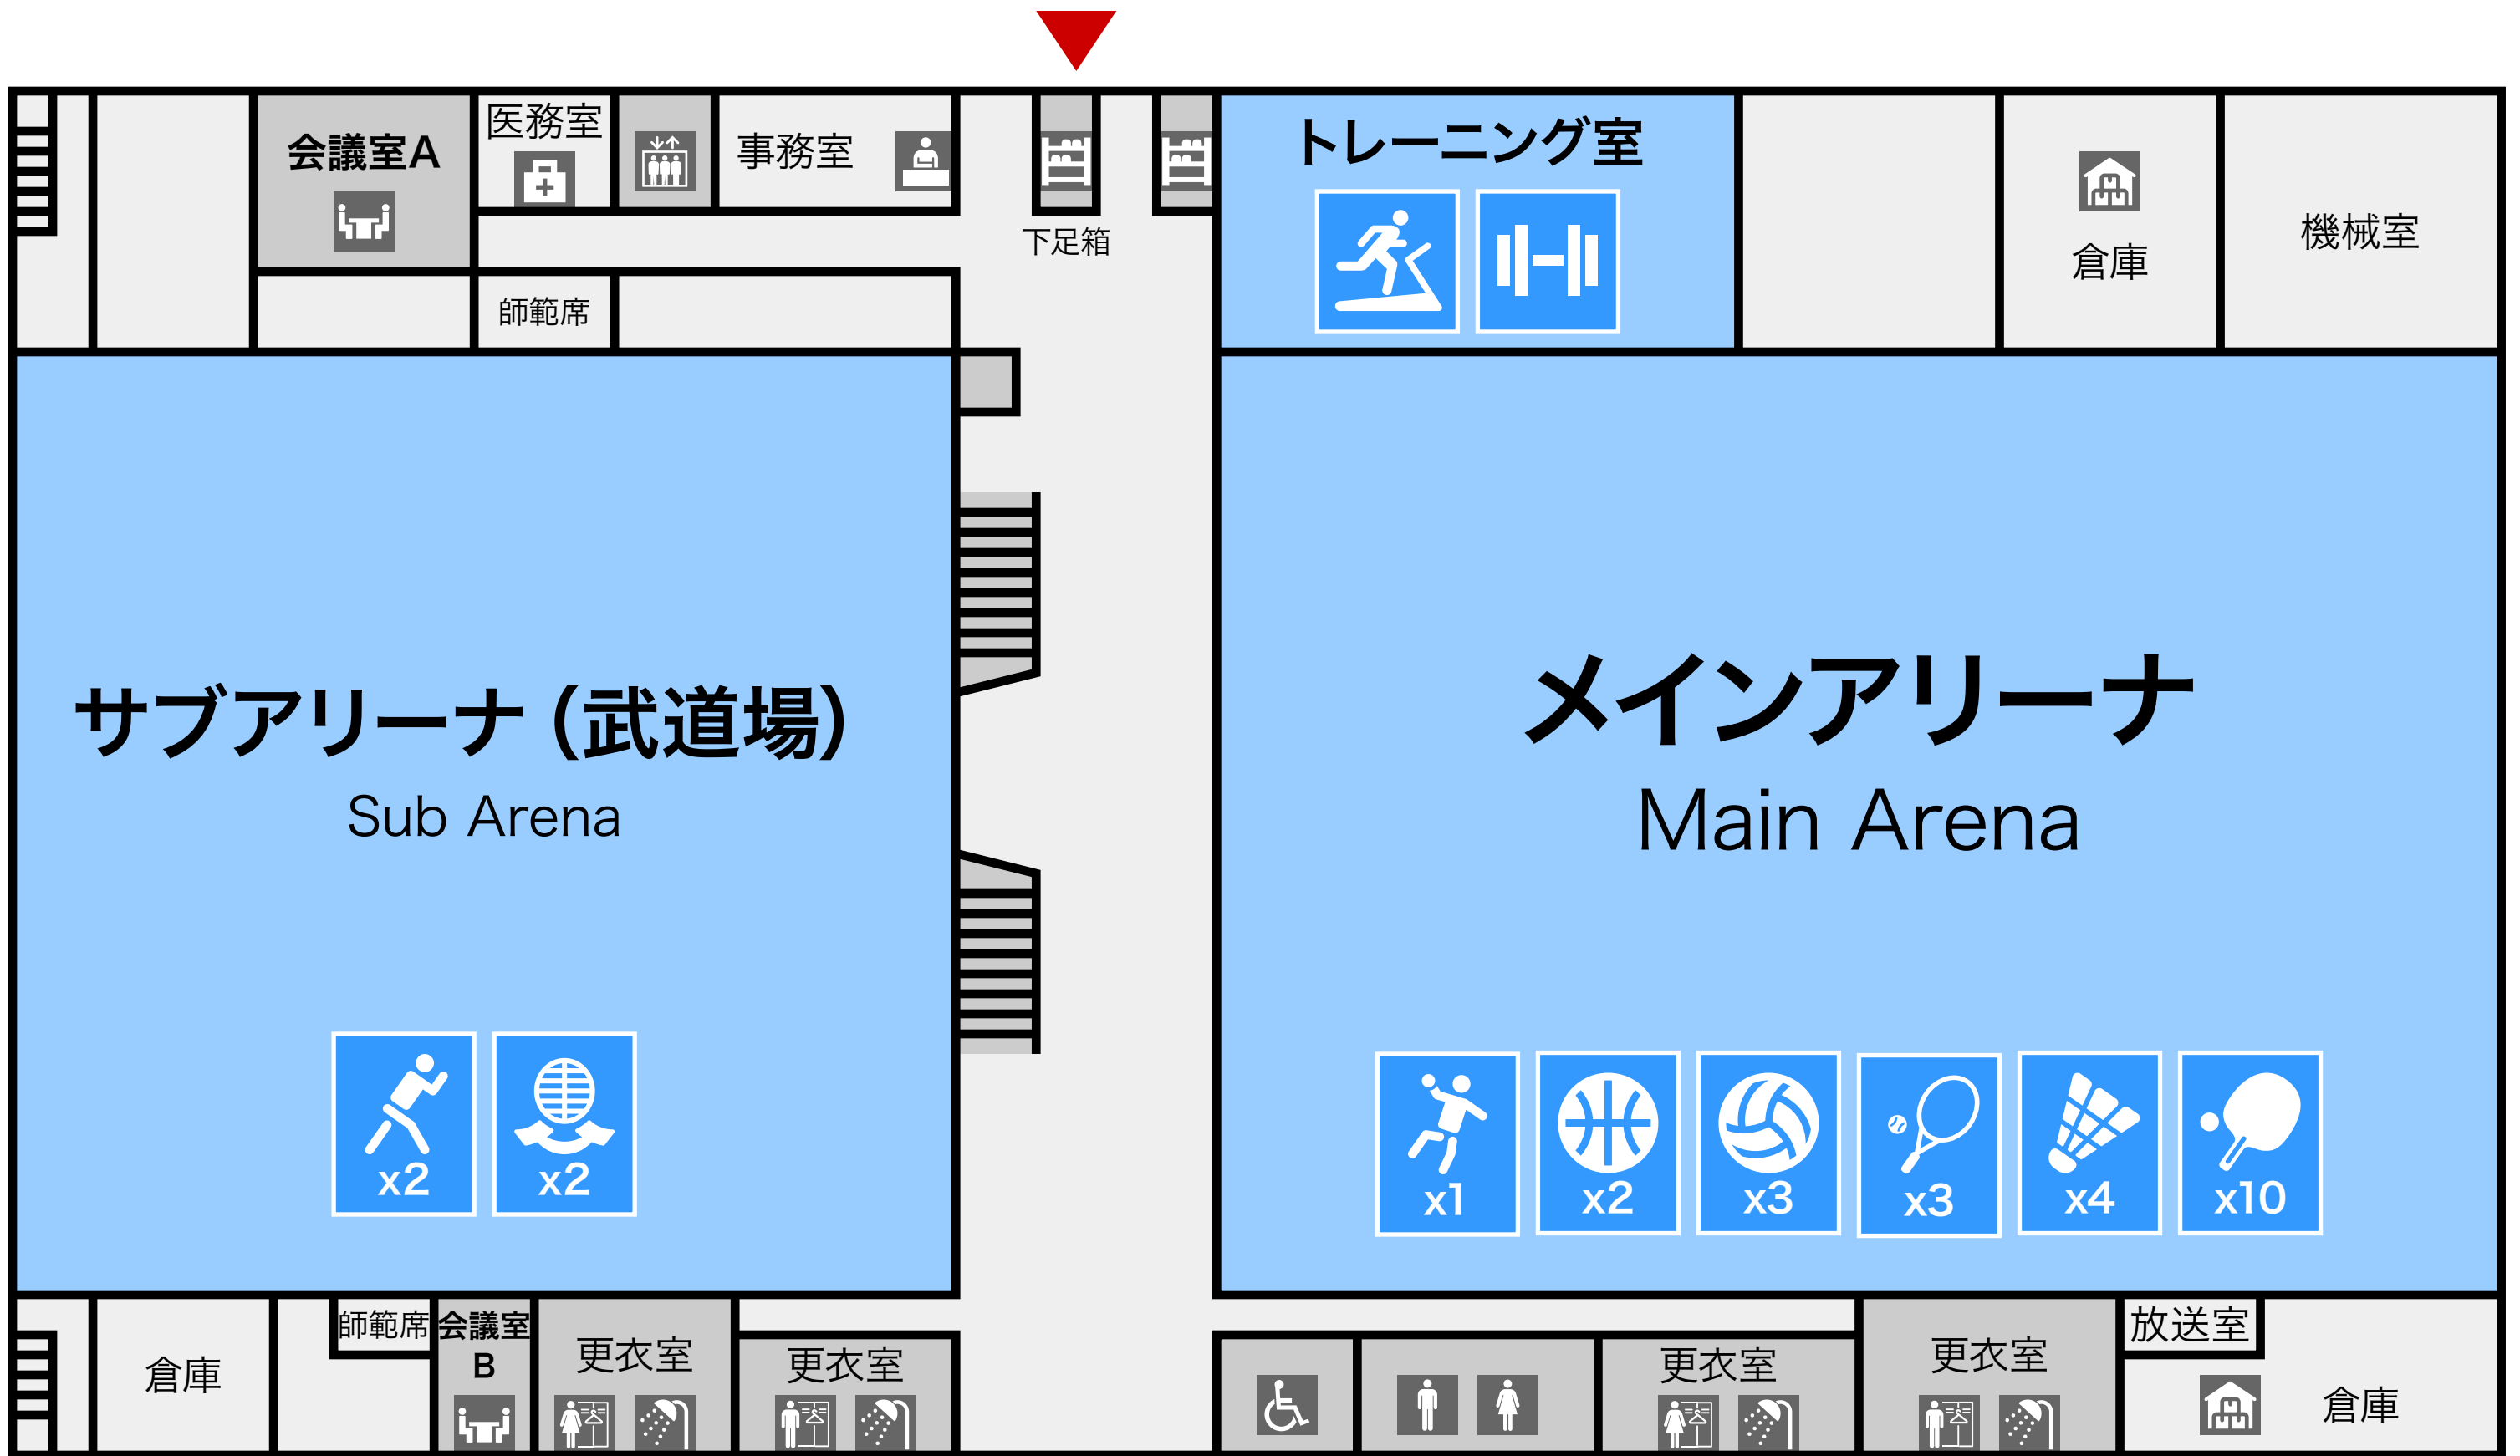 会議室A
医務室
事務室
下足箱
トレーニング室
倉庫
機械室
師範席
サブアリーナ(武道場)
Sub Arena
メインアリーナ
Main Arena
x2
x2
x1
x2
x3
x3
x4
x10
倉庫
師範席
会議室
B
更衣室
更衣室
更衣室
更衣室
放送室
倉庫